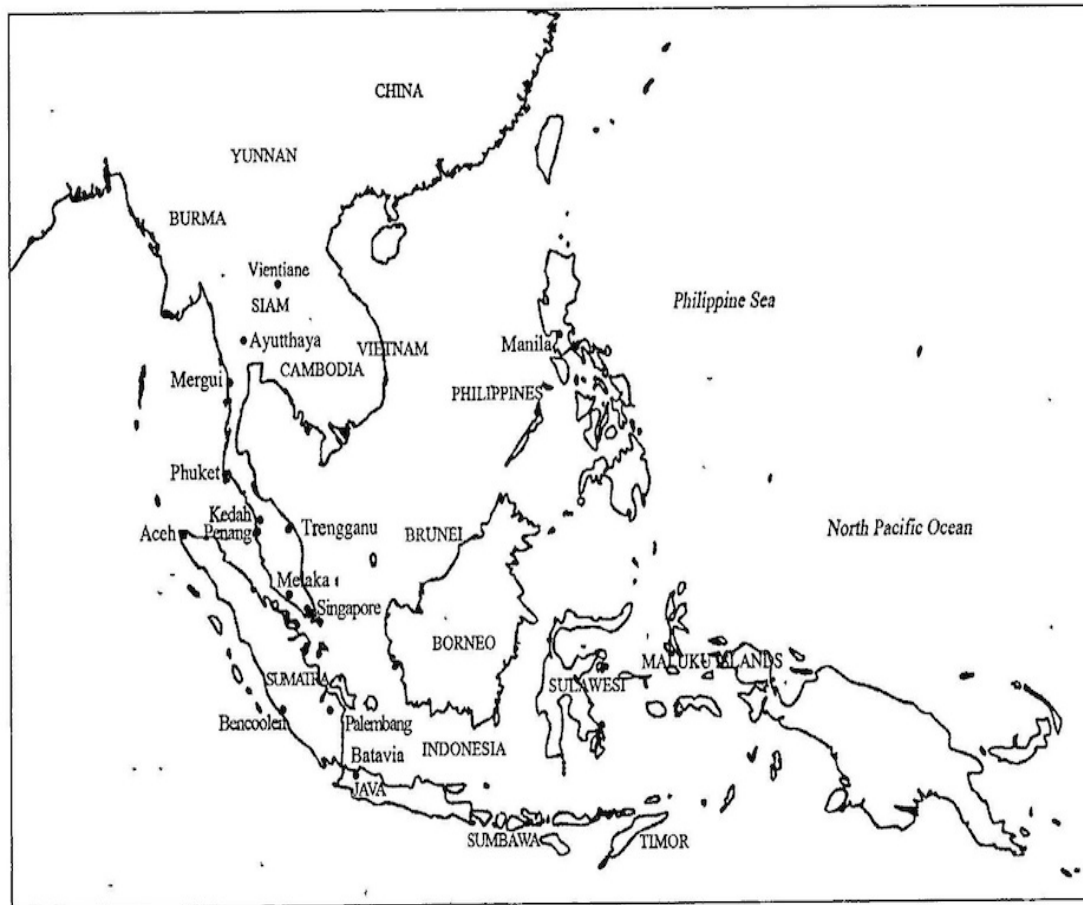 CHINA
YUNNAN
BURMA
Vientiane
SIAM
Ayutthaya
VIETNAM
CAMBODIA
Mergui
Manila
PHILIPPINES
Philippine Sea
Phuket
Kedah
Penang
Aceh
Trengganu
BRUNEI
North Pacific Ocean
Melaka
Singapore
BORNEO
MALUKU ISLANDS
SUMATRA
SULAWESI
Bencoolen
Palembang
INDONESIA
Batavia
JAVA
SUMBAWA
TIMOR